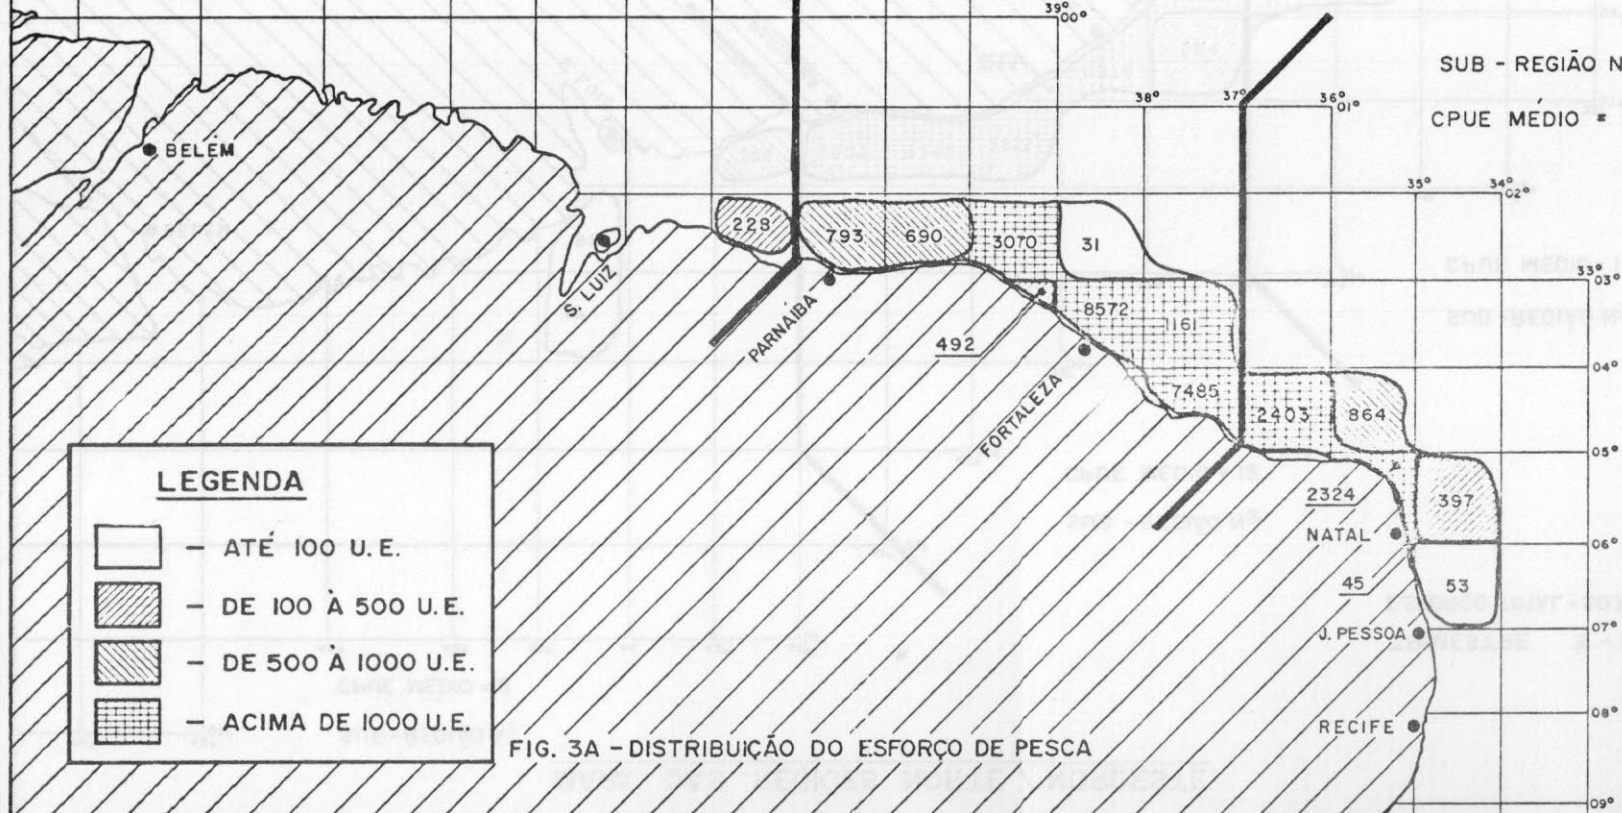 39°
00°
SUB - REGIÃO N
38°
37°
36°
01°
CPUE MÉDIO =
BELÉM
35°
34°
02°
228
793
690
3070
31
33°
03°
S. LUIZ
PARNAÍBA
8572
1161
492
04°
FORTALEZA
7485
2403
864
05°
LEGENDA
2324
397
– ATÉ 100 U. E.
NATAL
06°
45
53
– DE 100 À 500 U.E.
J. PESSOA
07°
– DE 500 À 1000 U.E.
– ACIMA DE 1000 U.E.
RECIFE
08°
FIG. 3A – DISTRIBUIÇÃO DO ESFORÇO DE PESCA
09°